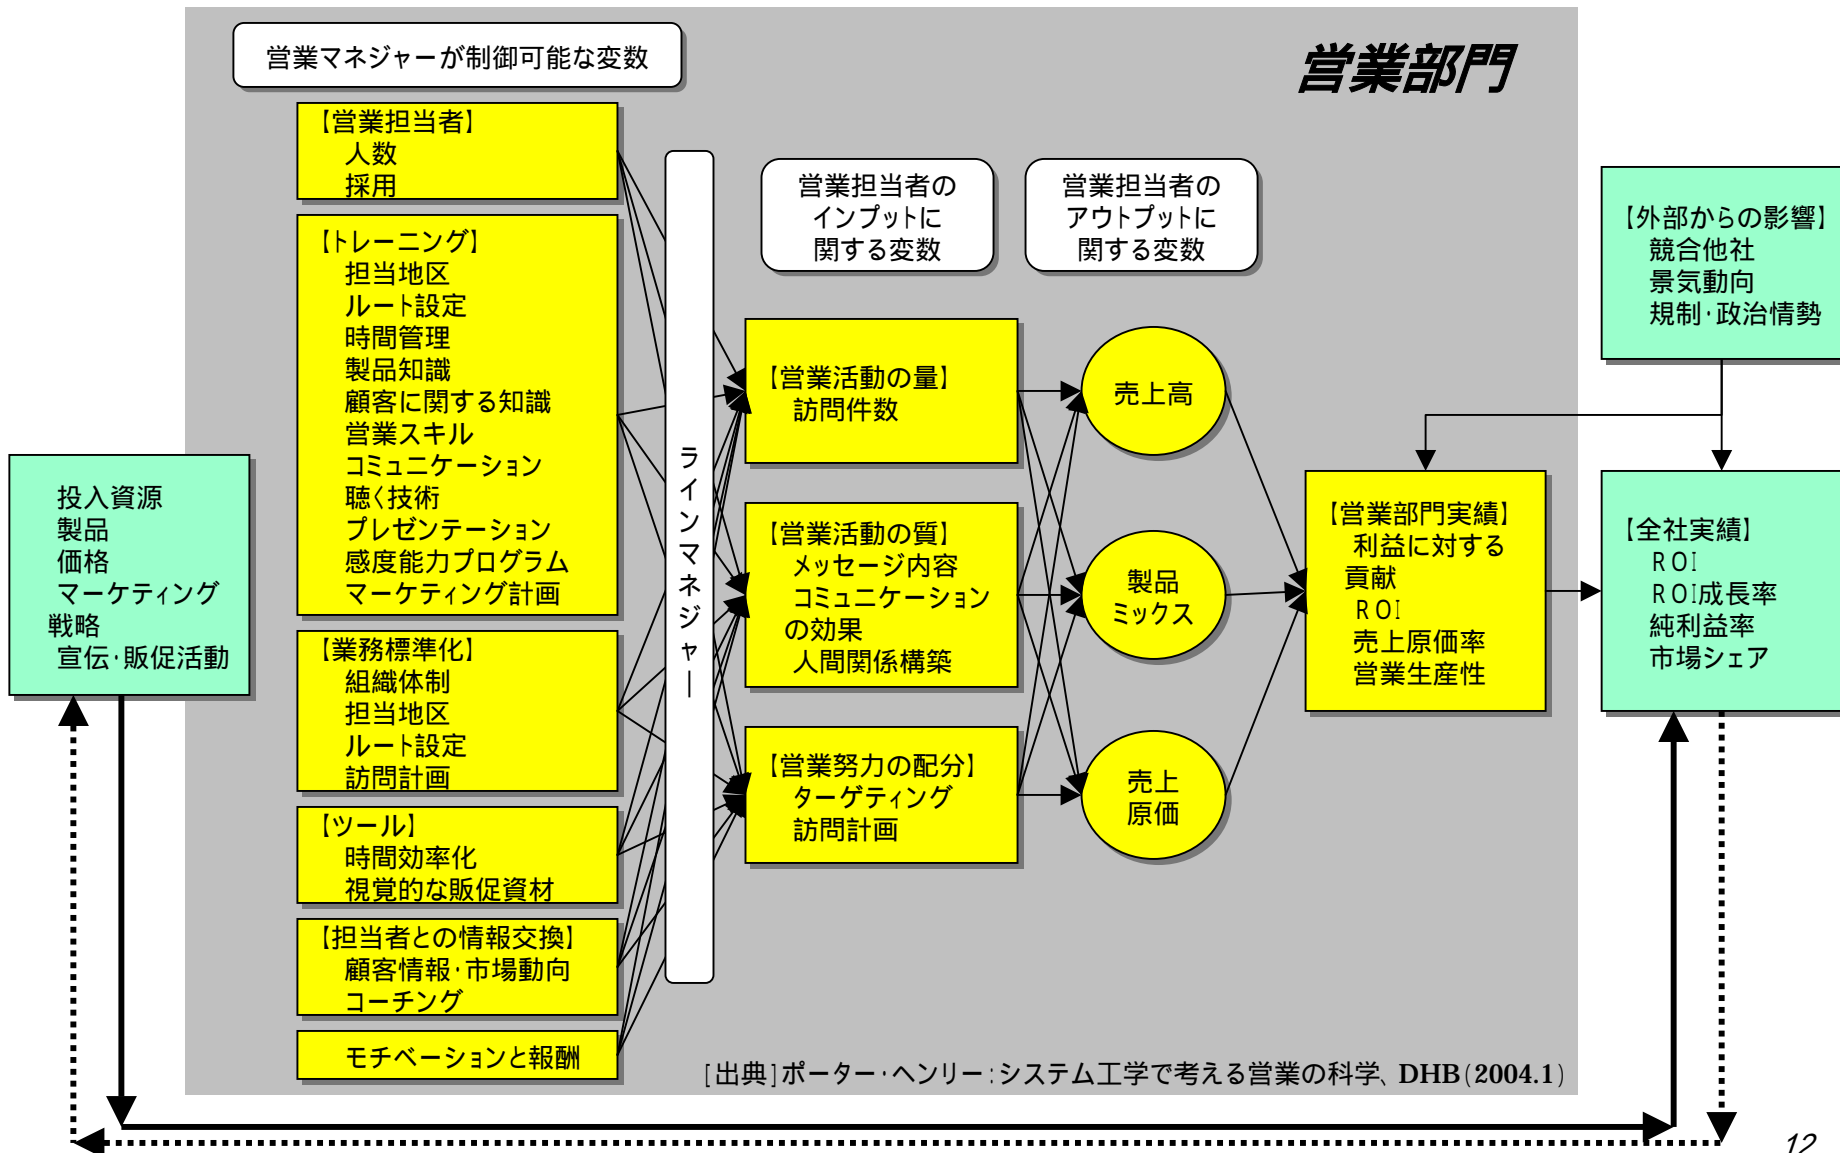 営業マネジャーが制御可能な変数
営業部門
【営業担当者】
人数
採用
【トレーニング】
担当地区
ルート設定
時間管理
製品知識
顧客に関する知識
営業スキル
コミュニケーション
聴く技術
プレゼンテーション
感度能力プログラム
マーケティング計画
【業務標準化】
組織体制
担当地区
ルート設定
訪問計画
【ツール】
時間効率化
視覚的な販促資材
【担当者との情報交換】
顧客情報・市場動向
コーチング
モチベーションと報酬
ラインマネジャー
営業担当者の
インプットに
関する変数
営業担当者の
アウトプットに
関する変数
【営業活動の量】
訪問件数
【営業活動の質】
メッセージ内容
コミュニケーション
の効果
人間関係構築
【営業努力の配分】
ターゲティング
訪問計画
売上高
製品
ミックス
売上
原価
【営業部門実績】
利益に対する
貢献
ROI
売上原価率
営業生産性
【外部からの影響】
競合他社
景気動向
規制・政治情勢
【全社実績】
ROI
ROI成長率
純利益率
市場シェア
投入資源
製品
価格
マーケティング
戦略
宣伝・販促活動
[出典]ポーター・ヘンリー:システム工学で考える営業の科学、DHB(2004.1)
12